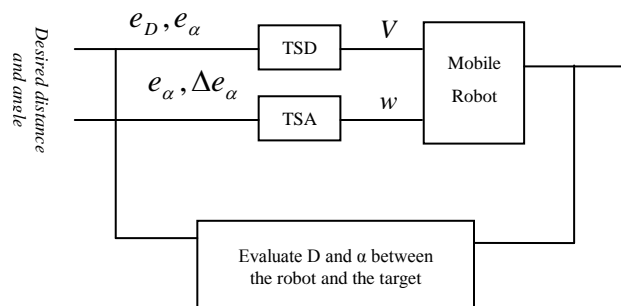 Desired distance
and angle
e_D, e_α
TSD
V
Mobile
Robot
e_α, Δe_α
TSA
w
Evaluate D and α between
the robot and the target